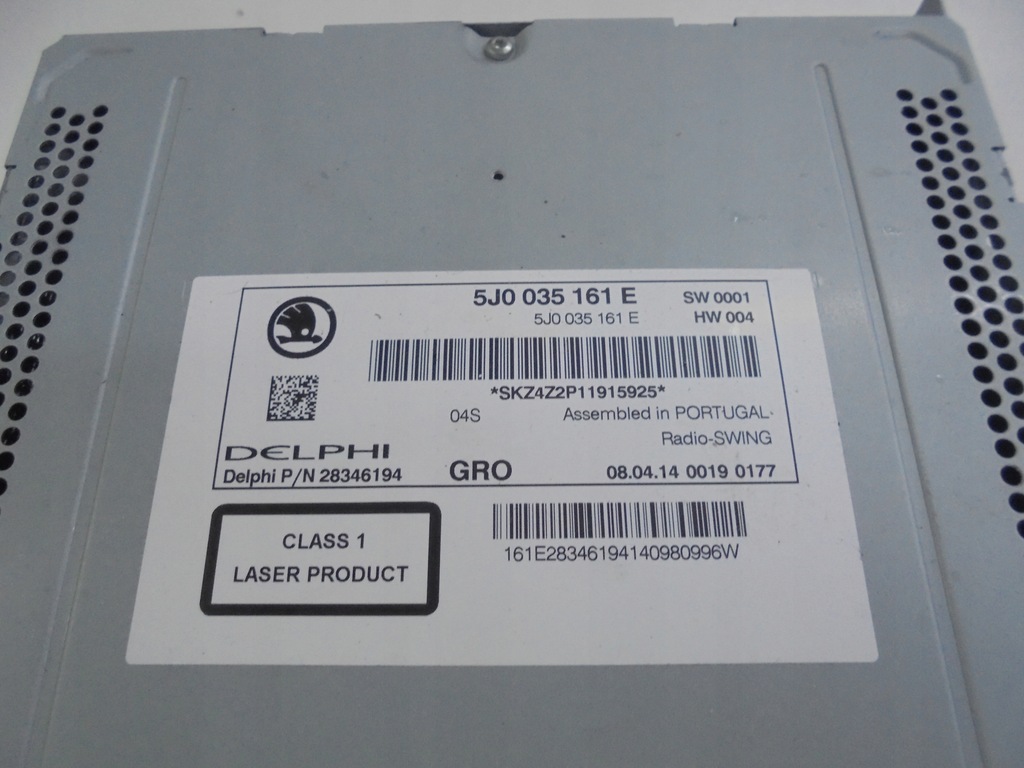 5J0 035 161 E SW 0001
5J0 035 161 E HW 004
*SKZ4Z2P11915925*
04S Assembled in PORTUGAL
Radio-SWING
DELPHI
Delphi P/N 28346194 GRO 08.04.14 0019 0177
CLASS 1
LASER PRODUCT
161E28346194140980996W